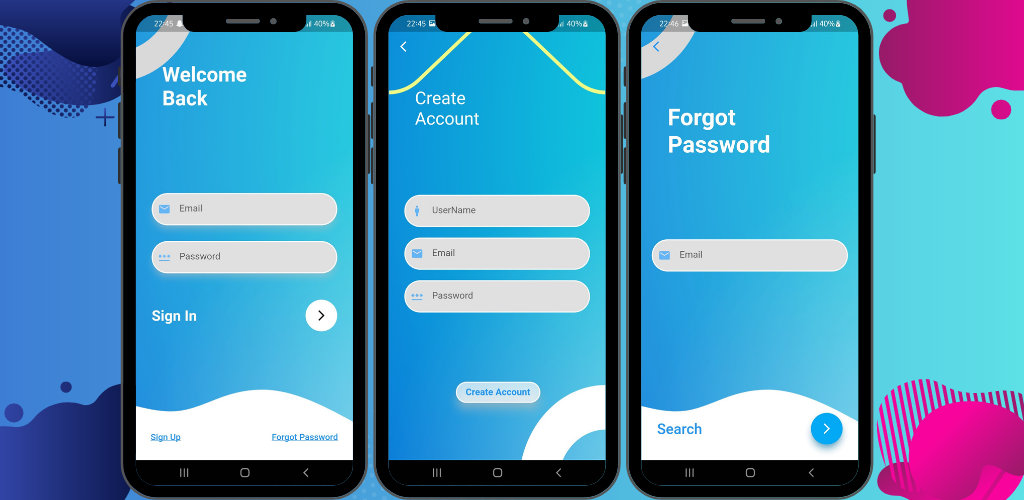 22:45 40%
Welcome
Back
Email
Password
Sign In
Sign Up Forgot Password
22:45 40%
Create
Account
UserName
Email
Password
Create Account
22:46 40%
Forgot
Password
Email
Search